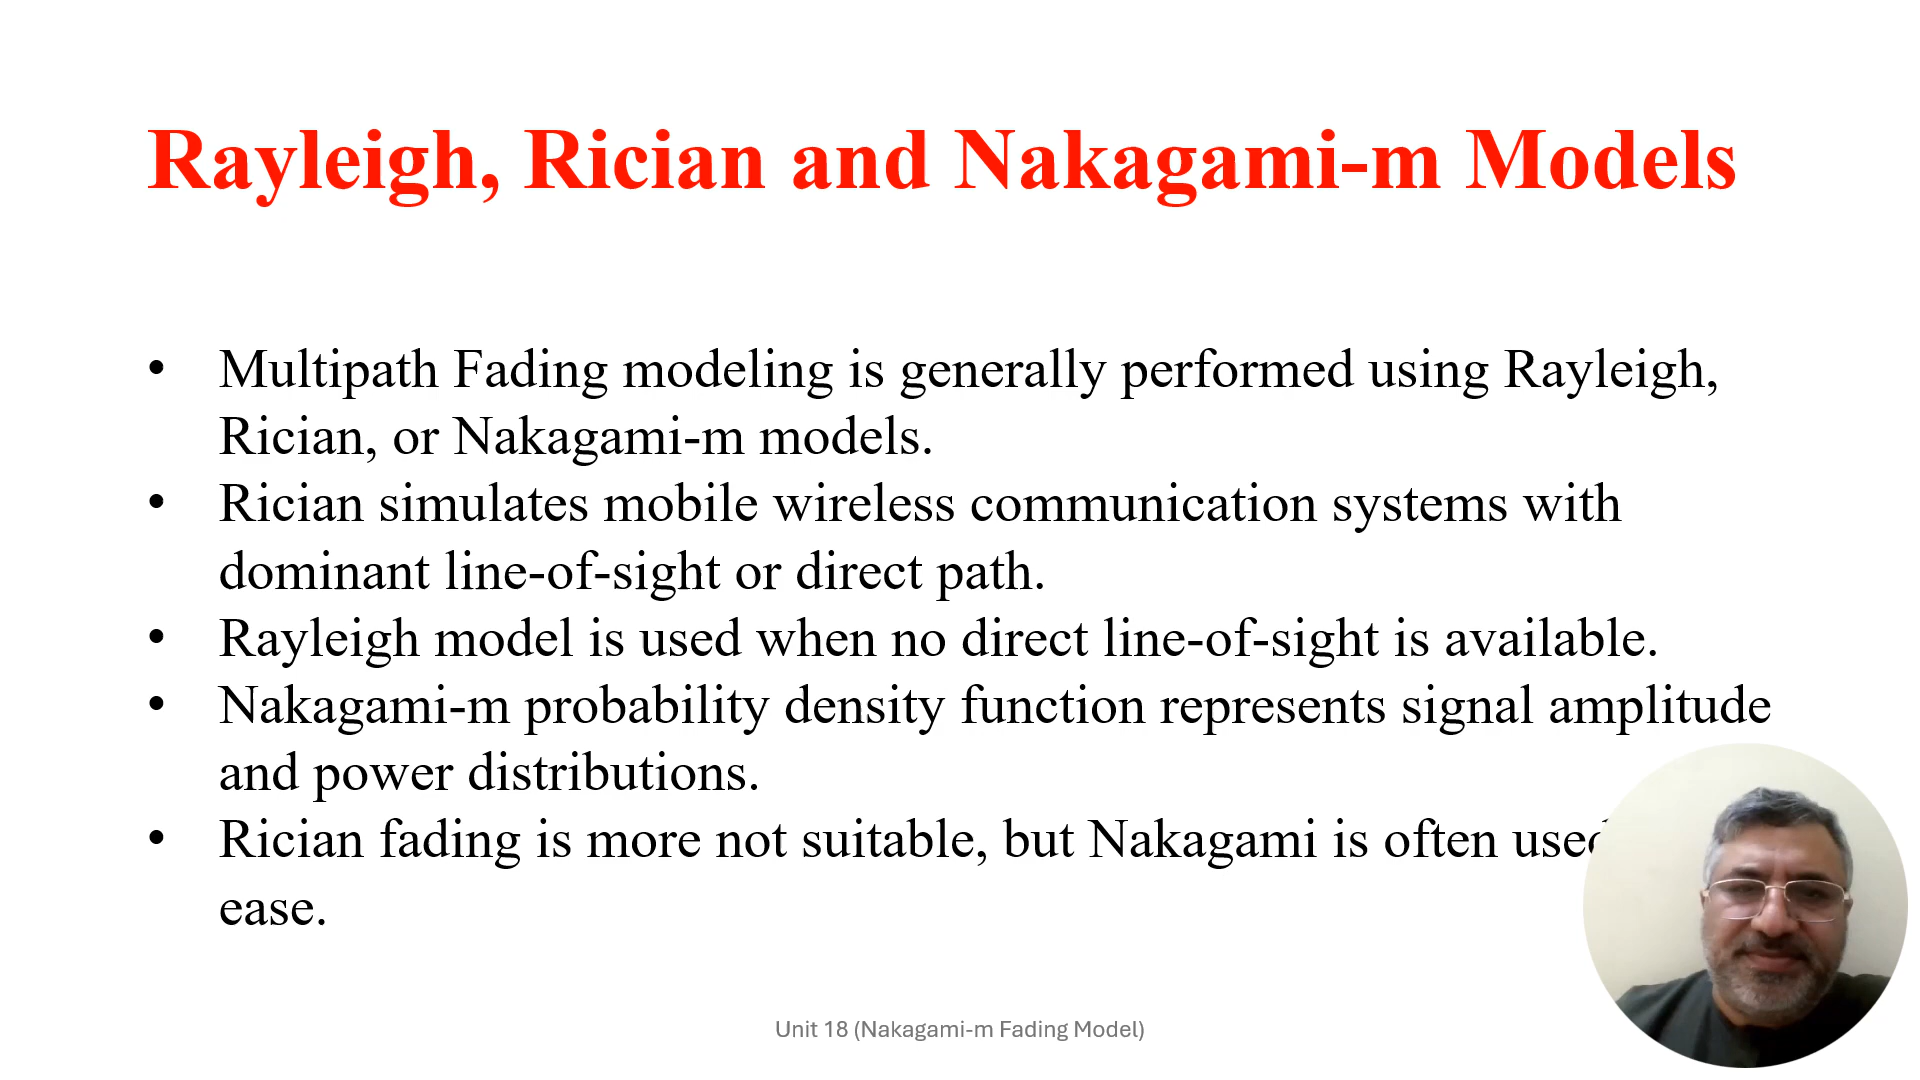 Rayleigh, Rician and Nakagami-m Models
• Multipath Fading modeling is generally performed using Rayleigh,
Rician, or Nakagami-m models.
• Rician simulates mobile wireless communication systems with
dominant line-of-sight or direct path.
• Rayleigh model is used when no direct line-of-sight is available.
• Nakagami-m probability density function represents signal amplitude
and power distributions.
• Rician fading is more not suitable, but Nakagami is often used
ease.
Unit 18 (Nakagami-m Fading Model)